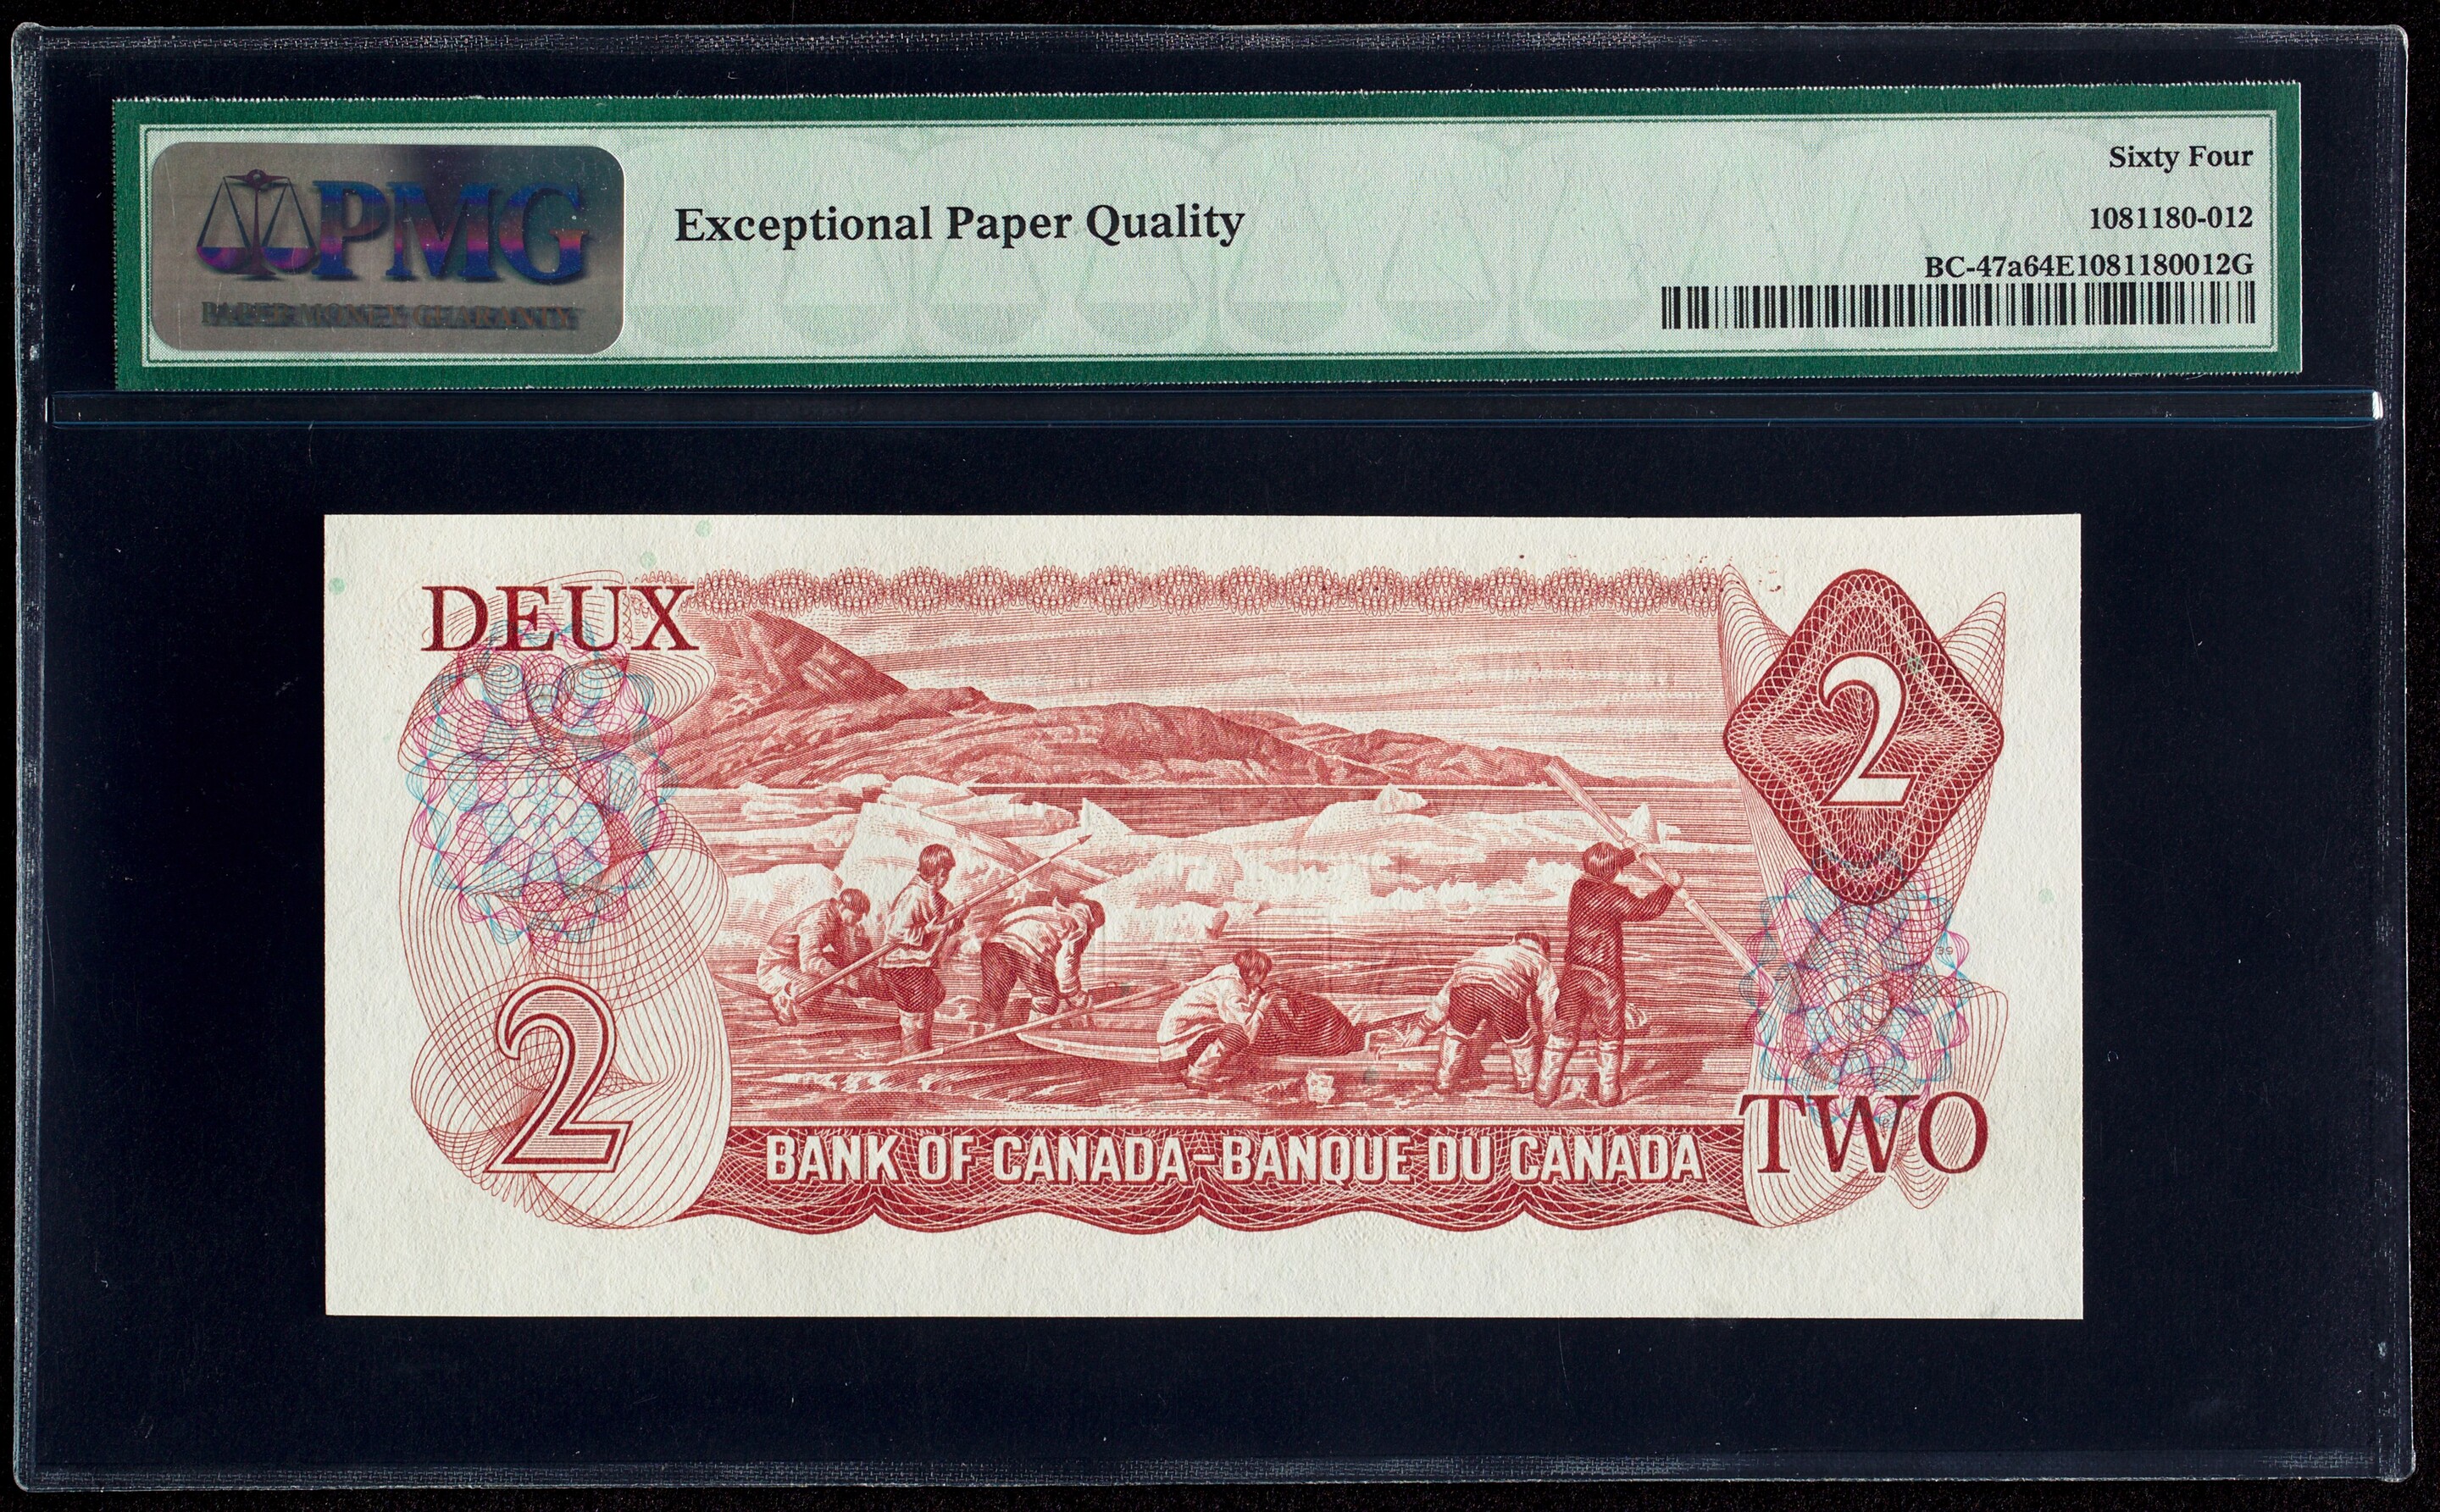 PMG
PAPER MONEY GUARANTY
Exceptional Paper Quality
Sixty Four
1081180-012
BC-47a64E1081180012G
DEUX
2
2
BANK OF CANADA-BANQUE DU CANADA
TWO